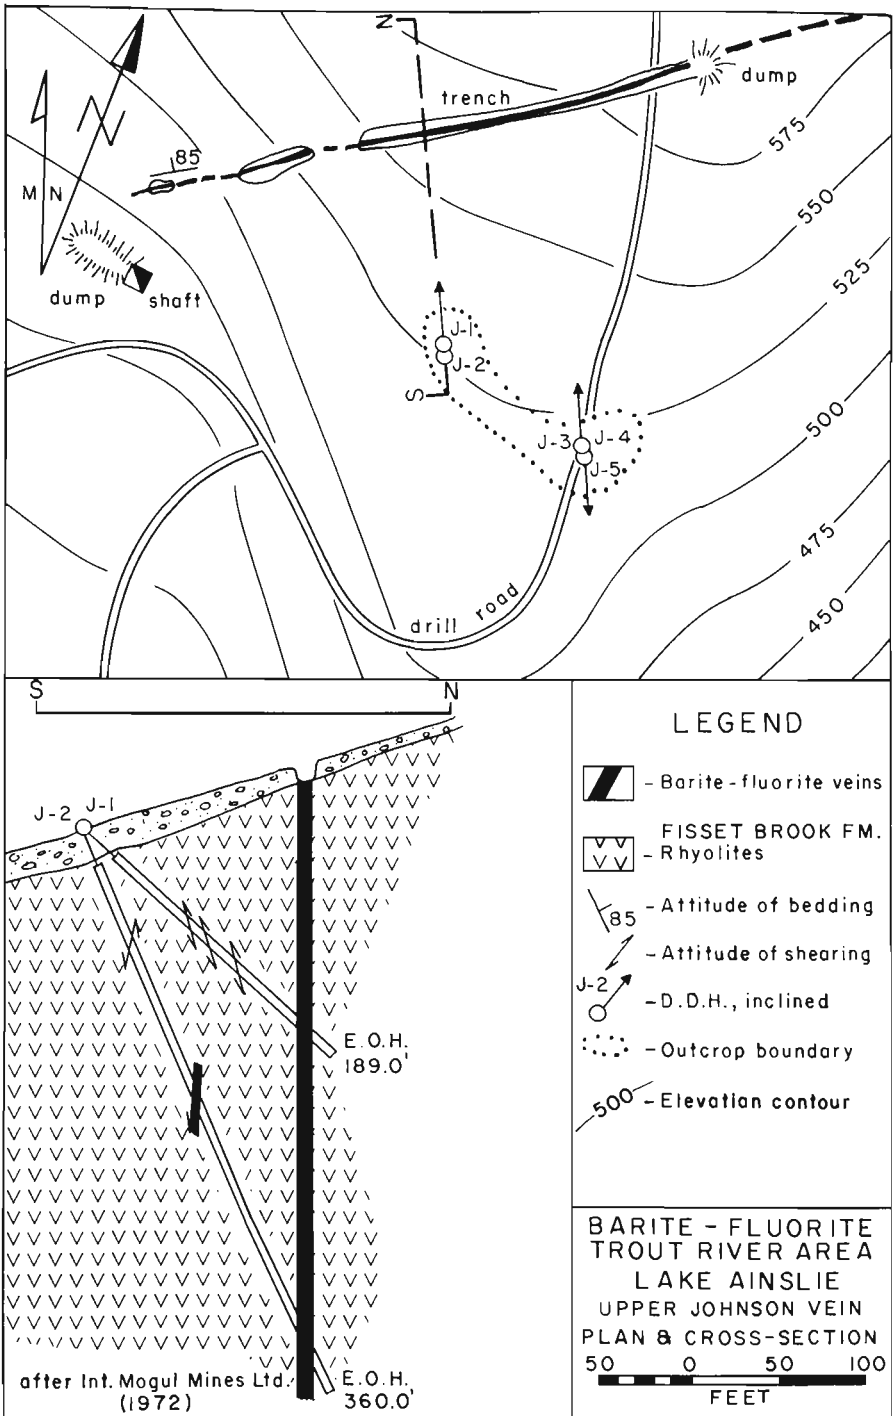 N
trench
dump
575
85
550
M N
N
525
dump
shaft
J-1
J-2
S
500
J-3
J-4
J-5
475
drill road
450
S
N
J-2
J-1
E.O.H.
189.0'
E.O.H.
360.0'
after Int. Mogul Mines Ltd.
(1972)
LEGEND
- Barite-fluorite veins
FISSET BROOK FM.
- Rhyolites
85
- Attitude of bedding
- Attitude of shearing
J-2
- D.D.H., inclined
- Outcrop boundary
500
- Elevatian contour
BARITE - FLUORITE
TROUT RIVER AREA
LAKE AINSLIE
UPPER JOHNSON VEIN
PLAN & CROSS-SECTION
50 0 50 100
FEET